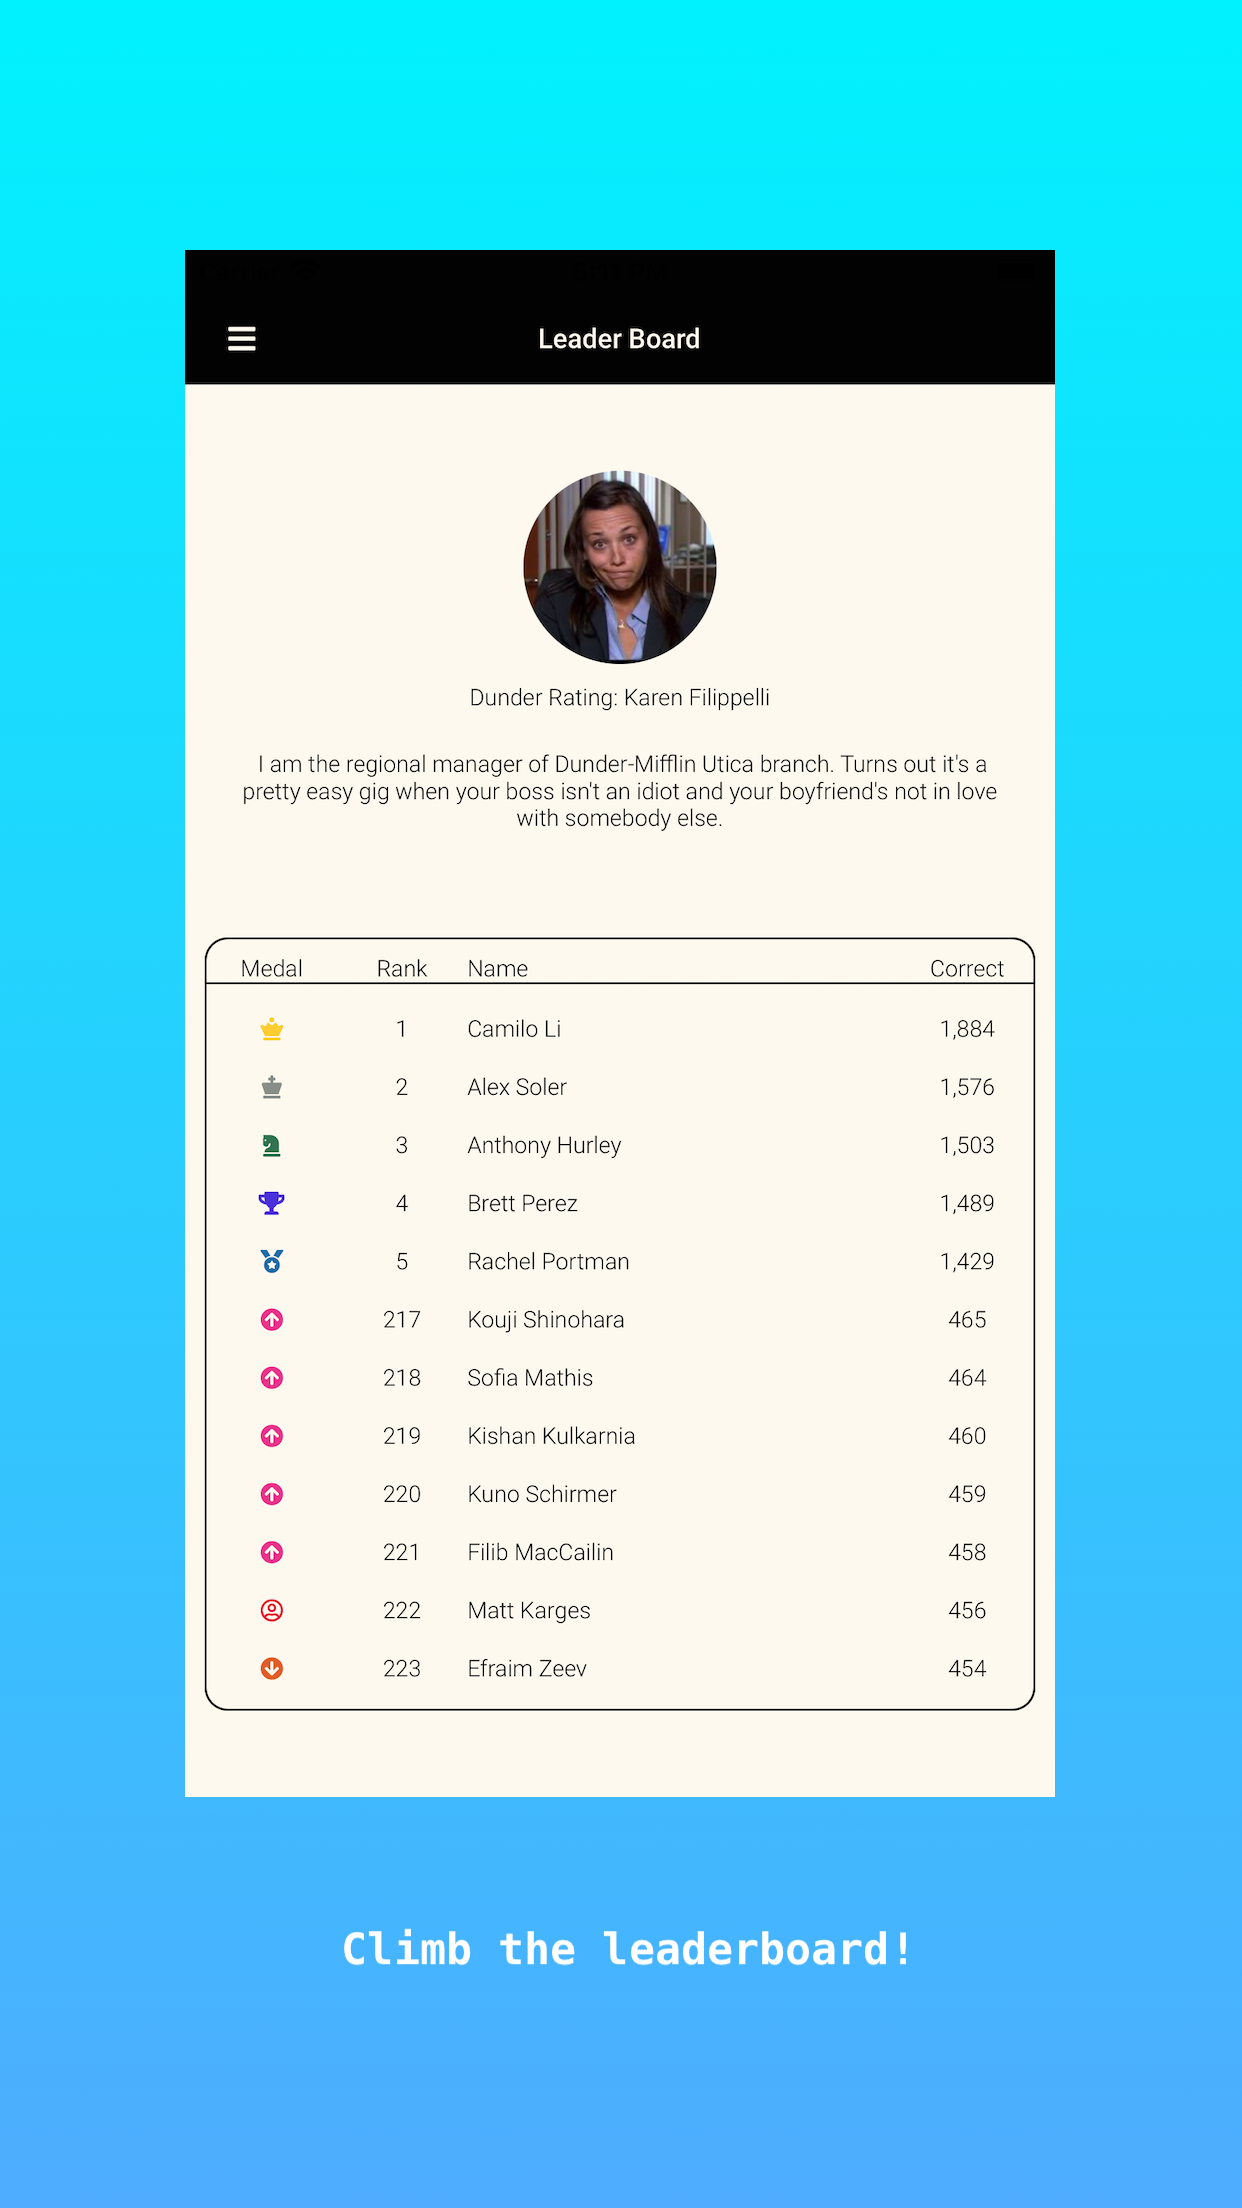 Leader Board
Dunder Rating: Karen Filippelli
I am the regional manager of Dunder-Mifflin Utica branch. Turns out it's a
pretty easy gig when your boss isn't an idiot and your boyfriend's not in love
with somebody else.
Medal Rank Name Correct
1 Camilo Li 1,884
2 Alex Soler 1,576
3 Anthony Hurley 1,503
4 Brett Perez 1,489
5 Rachel Portman 1,429
217 Kouji Shinohara 465
218 Sofia Mathis 464
219 Kishan Kulkarnia 460
220 Kuno Schirmer 459
221 Filib MacCailin 458
222 Matt Karges 456
223 Efraim Zeev 454
Climb the leaderboard!